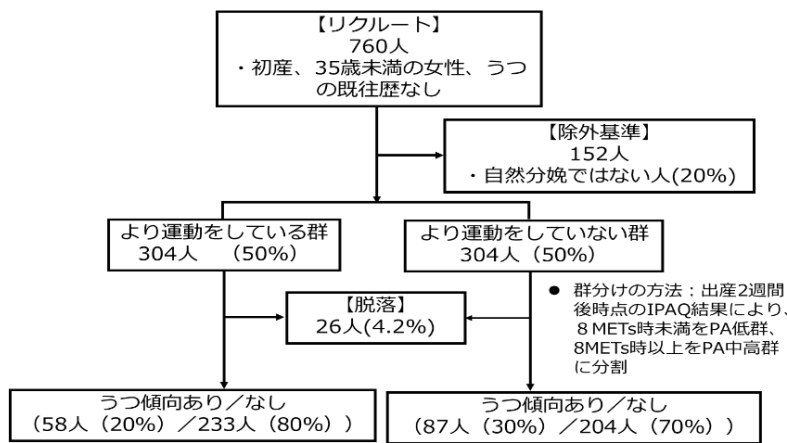 【リクルート】
760人
・初産、35歳未満の女性、うつ
の既往歴なし
【除外基準】
152人
・自然分娩ではない人(20%)
より運動をしている群
304人 （50%）
より運動をしていない群
304人（50%）
● 群分けの方法：出産2週間
後時点のIPAQ結果により、
８METs時未満をPA低群、
8METs時以上をPA中高群
に分割
【脱落】
26人(4.2%)
うつ傾向あり／なし
（58人（20%）／233人（80%））
うつ傾向あり／なし
（87人（30%）／204人（70%））